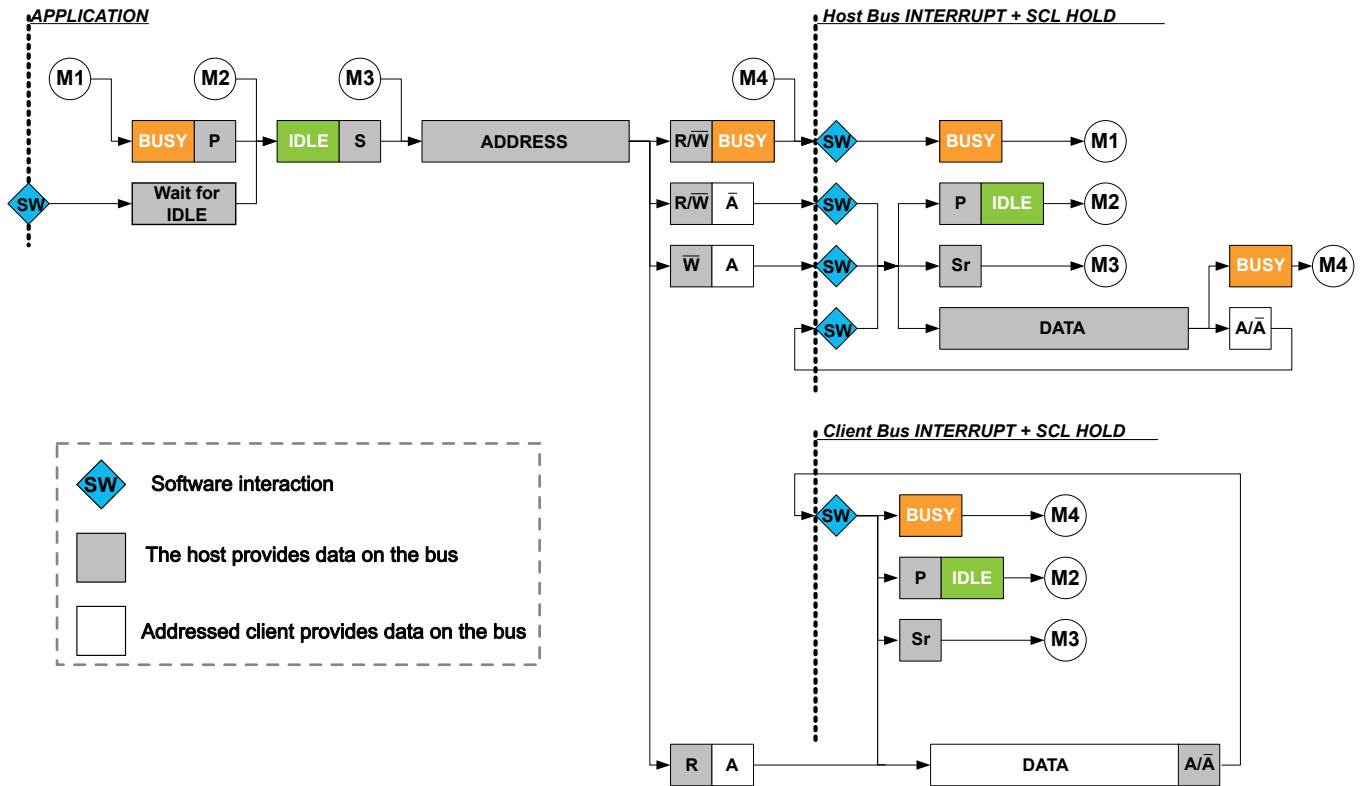 APPLICATION
Host Bus INTERRUPT + SCL HOLD
M1
M2
M3
M4
BUSY P
IDLE S
ADDRESS
R/W̅ BUSY
SW
BUSY
M1
SW
Wait for
IDLE
R/W̅ A̅
SW
P IDLE
M2
W̅ A
SW
Sr
M3
BUSY
M4
SW
DATA
A/A̅
Client Bus INTERRUPT + SCL HOLD
SW
Software interaction
The host provides data on the bus
Addressed client provides data on the bus
SW
BUSY
M4
P IDLE
M2
Sr
M3
R A
DATA
A/A̅